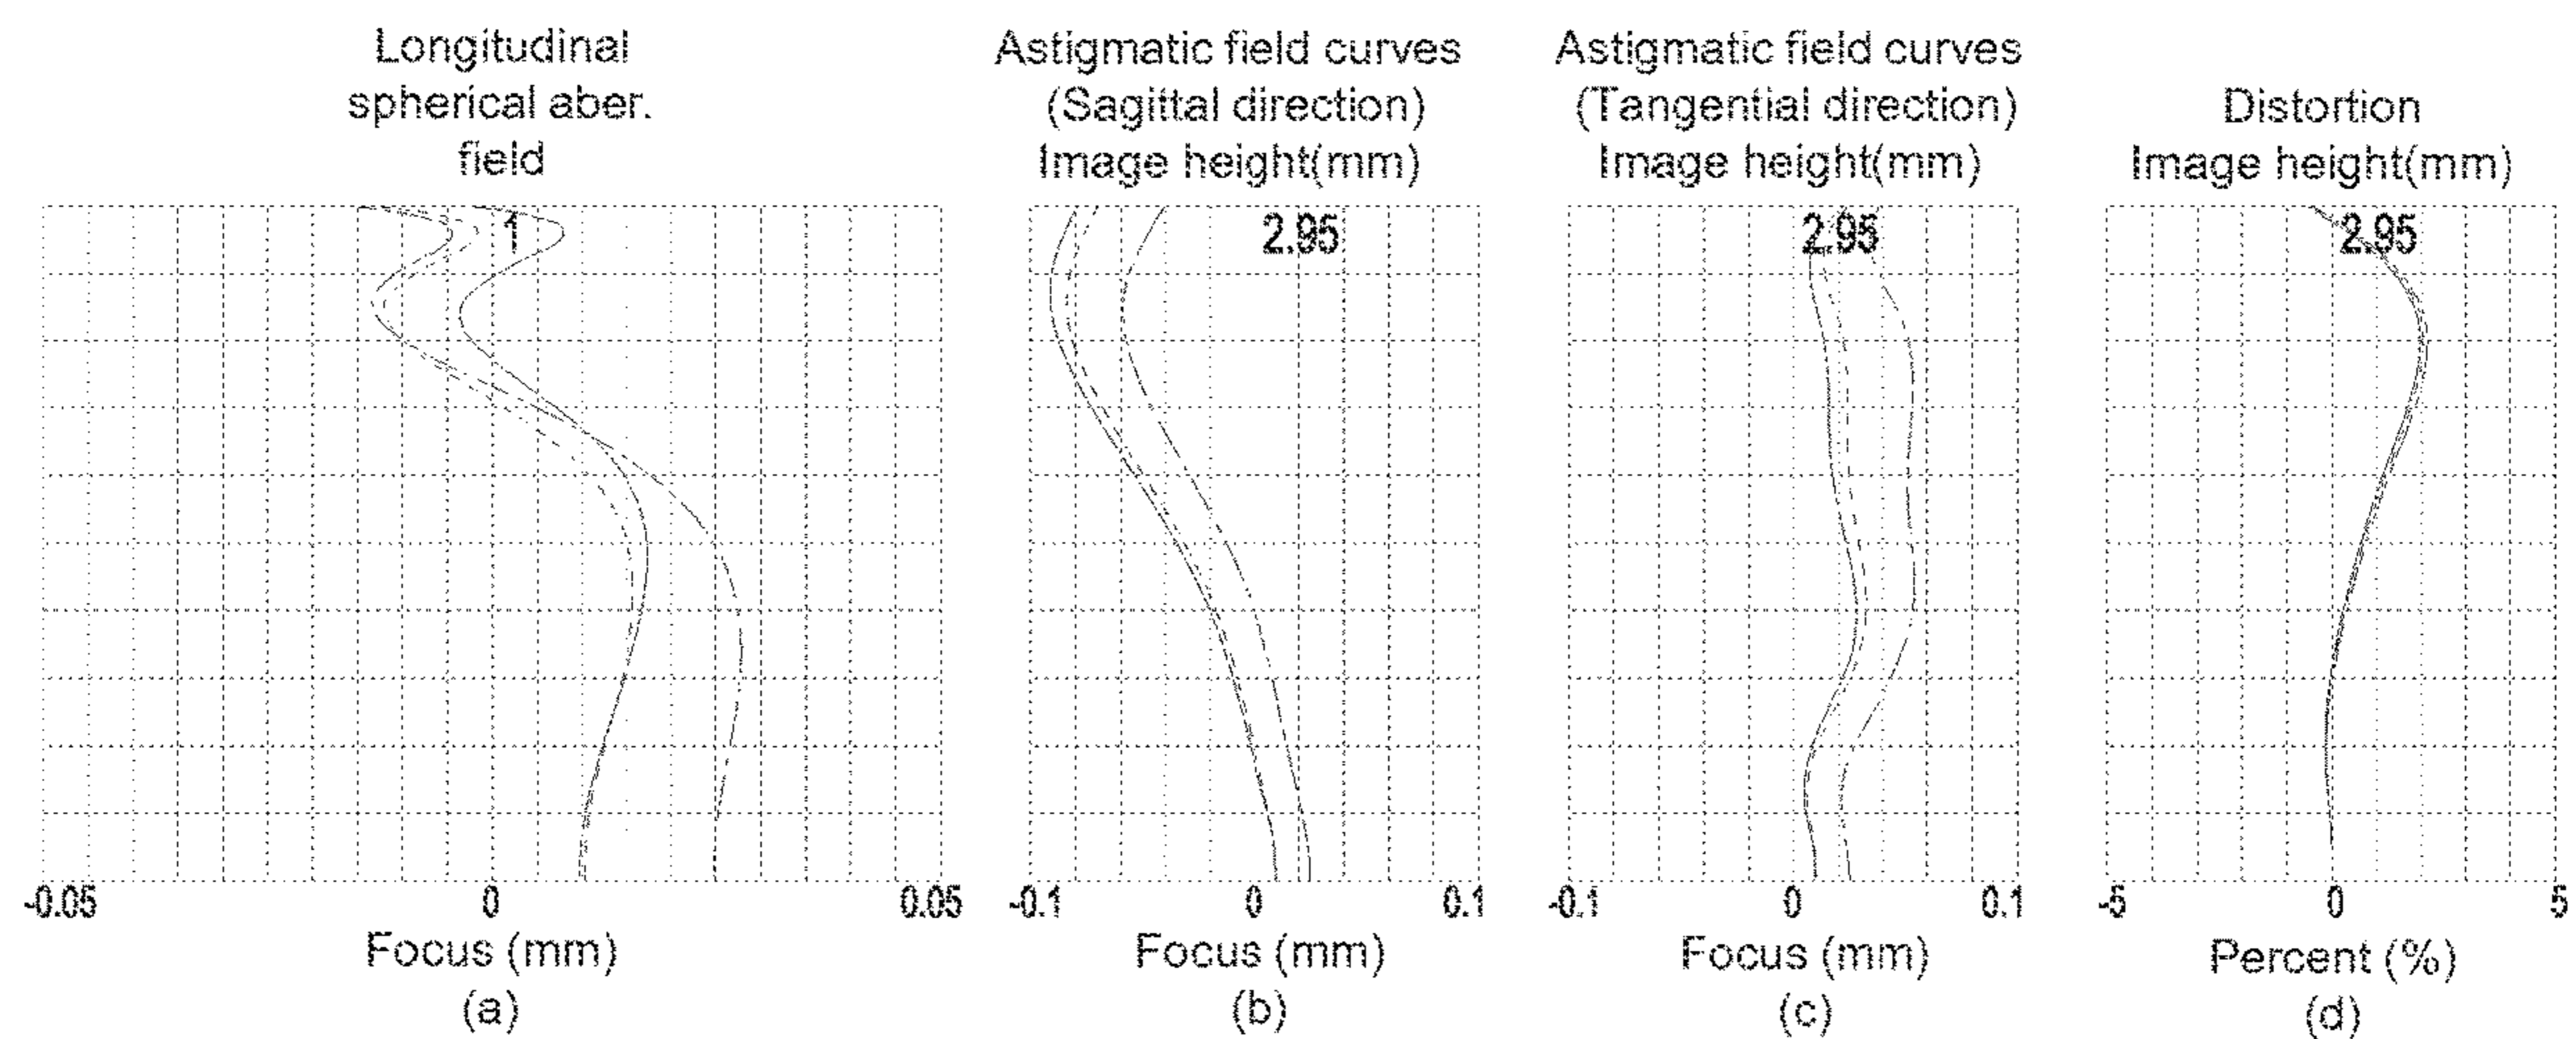 Longitudinal
spherical aber.
field
1
-0.05 0 0.05
Focus (mm)
(a)
Astigmatic field curves
(Sagittal direction)
Image height(mm)
2.95
-0.1 0 0.1
Focus (mm)
(b)
Astigmatic field curves
(Tangential direction)
Image height(mm)
2.95
-0.1 0 0.1
Focus (mm)
(c)
Distortion
Image height(mm)
2.95
-5 0 5
Percent (%)
(d)